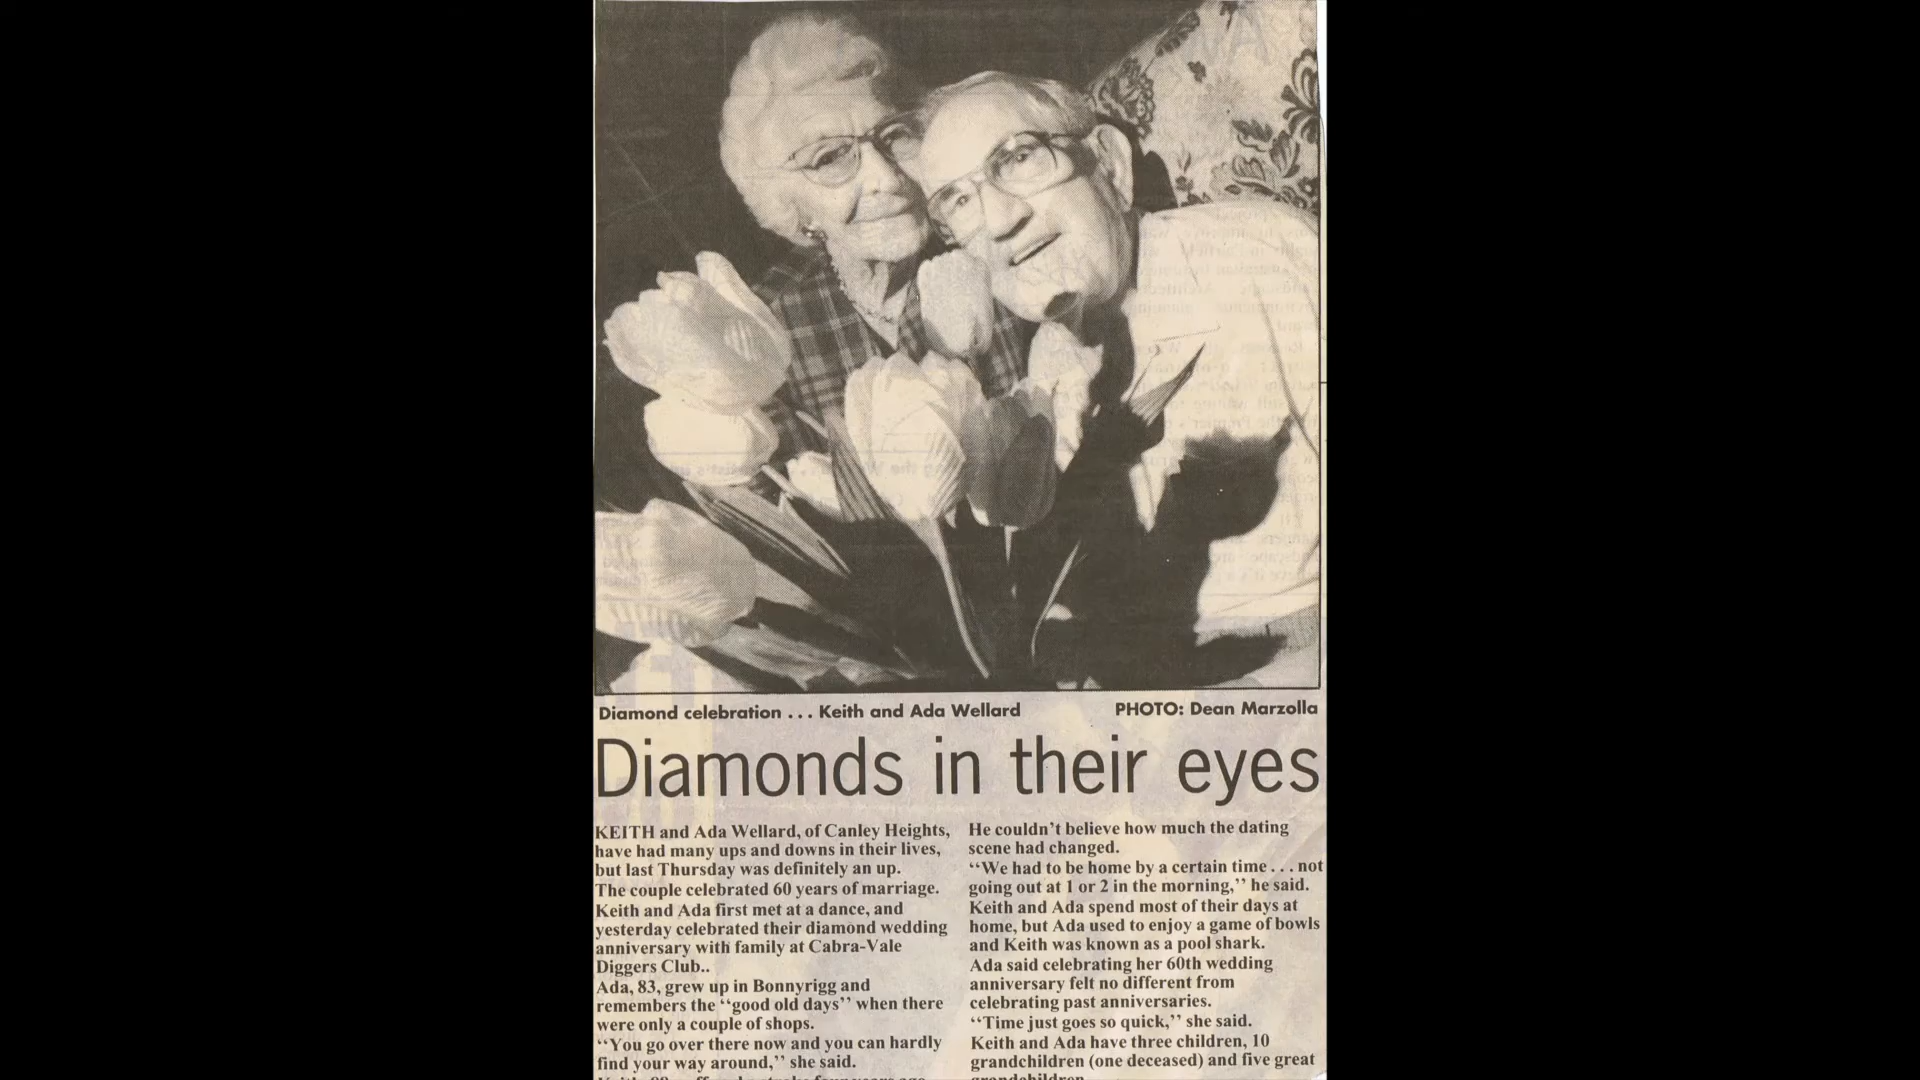 Diamond celebration . . . Keith and Ada Wellard
PHOTO: Dean Marzolla
Diamonds in their eyes
KEITH and Ada Wellard, of Canley Heights,
have had many ups and downs in their lives,
but last Thursday was definitely an up.
The couple celebrated 60 years of marriage.
Keith and Ada first met at a dance, and
yesterday celebrated their diamond wedding
anniversary with family at Cabra-Vale
Diggers Club..
Ada, 83, grew up in Bonnyrigg and
remembers the “good old days” when there
were only a couple of shops.
“You go over there now and you can hardly
find your way around,” she said.
He couldn't believe how much the dating
scene had changed.
“We had to be home by a certain time . . . not
going out at 1 or 2 in the morning,” he said.
Keith and Ada spend most of their days at
home, but Ada used to enjoy a game of bowls
and Keith was known as a pool shark.
Ada said celebrating her 60th wedding
anniversary felt no different from
celebrating past anniversaries.
“Time just goes so quick,” she said.
Keith and Ada have three children, 10
grandchildren (one deceased) and five great
grandchildren